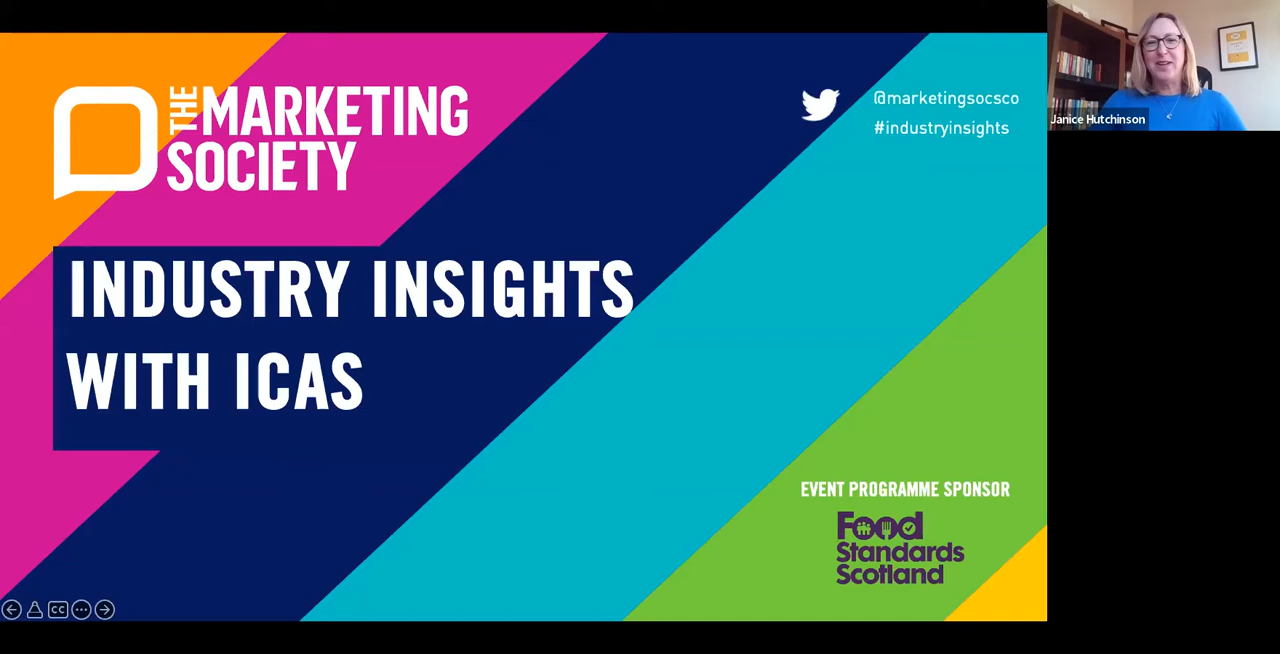 THE MARKETING
SOCIETY
@marketingsocsco
#industryinsights
Janice Hutchinson
INDUSTRY INSIGHTS
WITH ICAS
EVENT PROGRAMME SPONSOR
Food
Standards
Scotland
CC